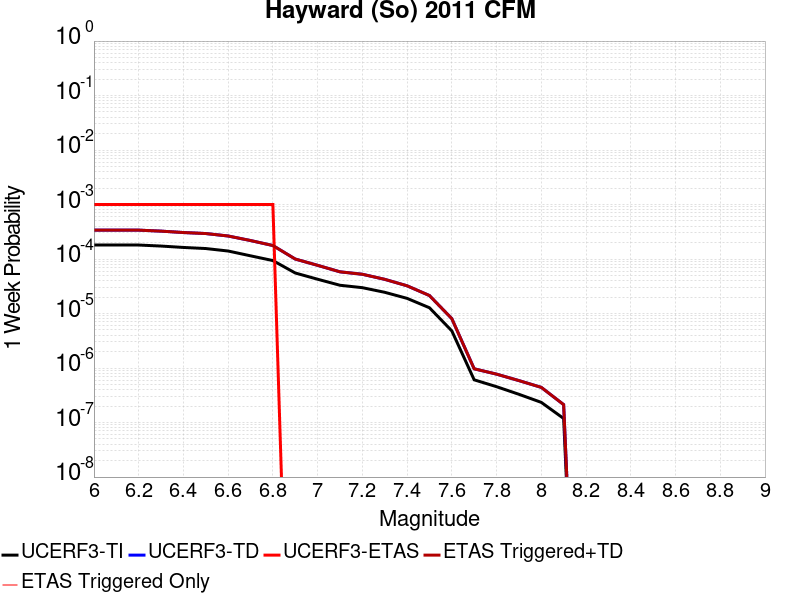 Hayward (So) 2011 CFM
10^0
10^-1
10^-2
10^-3
10^-4
10^-5
10^-6
10^-7
10^-8
1 Week Probability
6 6.2 6.4 6.6 6.8 7 7.2 7.4 7.6 7.8 8 8.2 8.4 8.6 8.8 9
Magnitude
UCERF3-TI UCERF3-TD UCERF3-ETAS ETAS Triggered+TD
ETAS Triggered Only